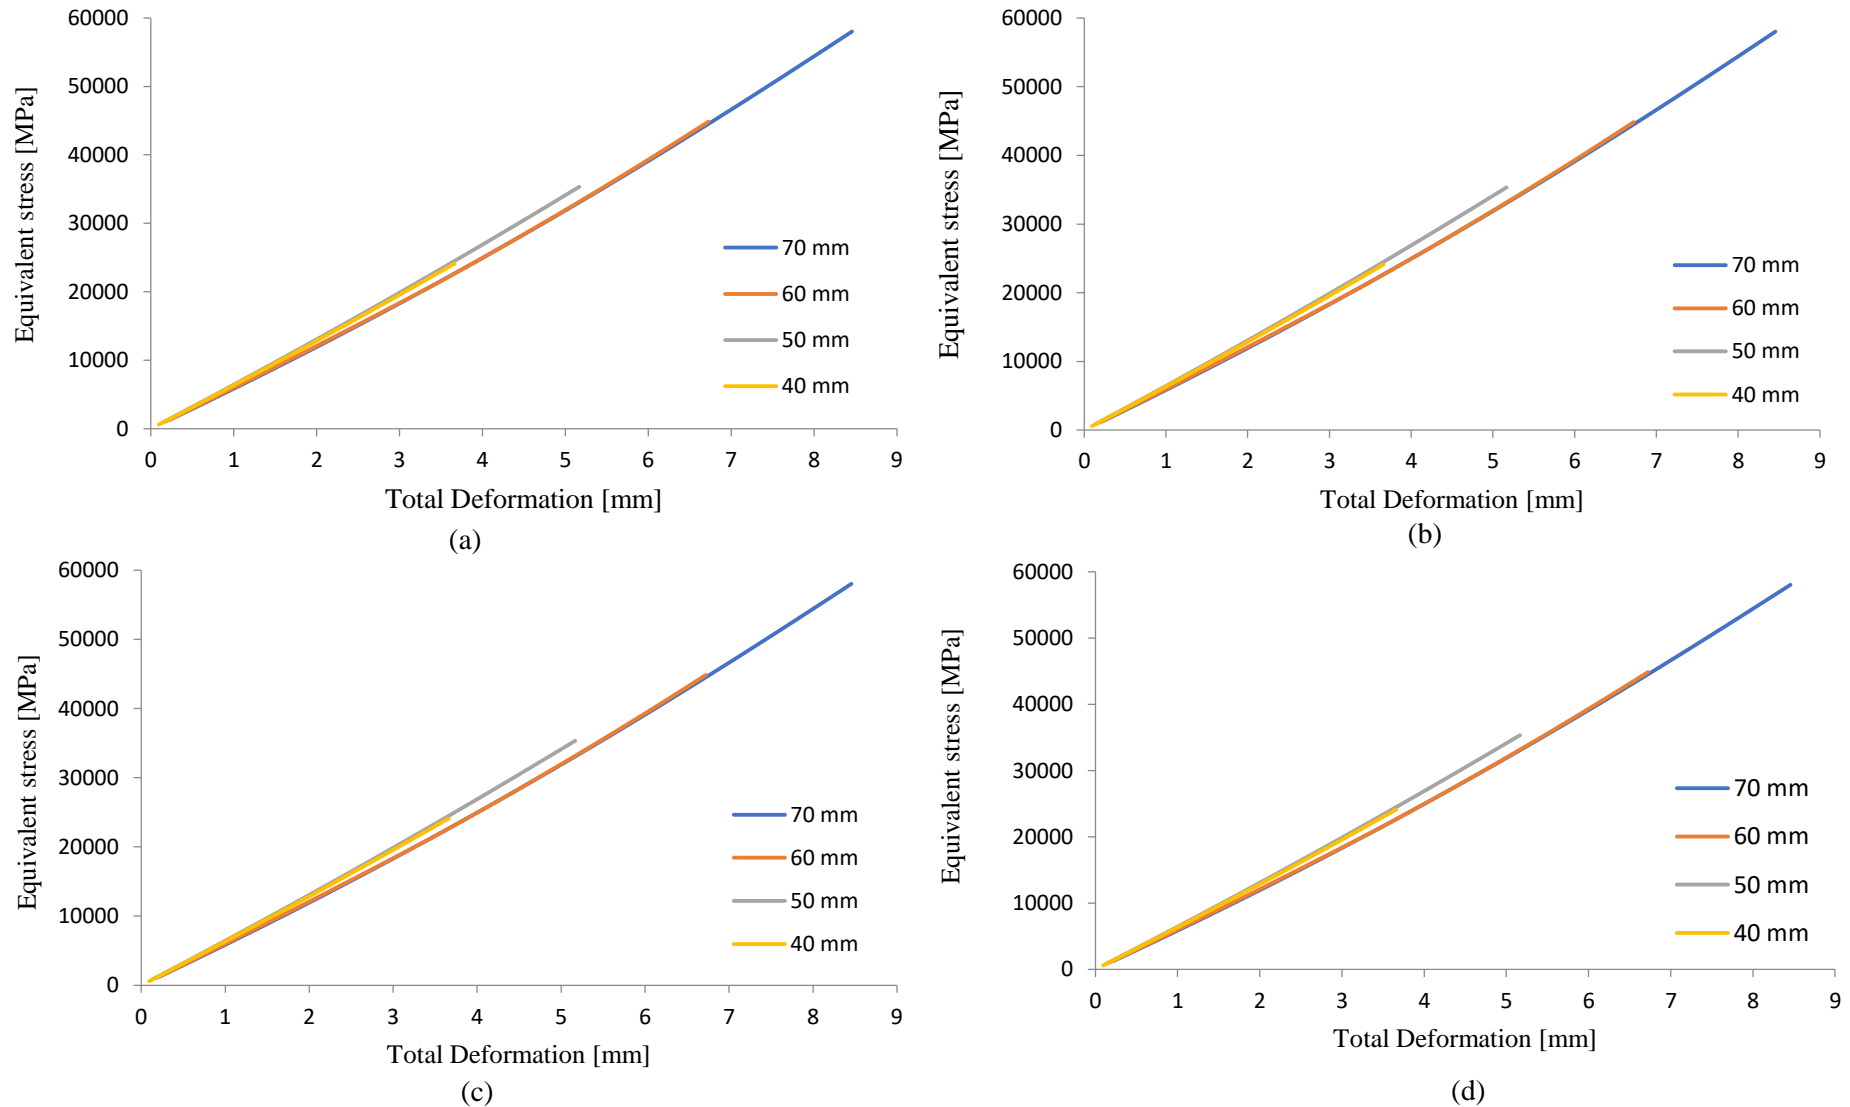 60000
50000
40000
30000
20000
10000
0
0 1 2 3 4 5 6 7 8 9
Equivalent stress [MPa]
Total Deformation [mm]
70 mm
60 mm
50 mm
40 mm
(a)
60000
50000
40000
30000
20000
10000
0
0 1 2 3 4 5 6 7 8 9
Equivalent stress [MPa]
Total Deformation [mm]
70 mm
60 mm
50 mm
40 mm
(b)
60000
50000
40000
30000
20000
10000
0
0 1 2 3 4 5 6 7 8 9
Equivalent stress [MPa]
Total Deformation [mm]
70 mm
60 mm
50 mm
40 mm
(c)
60000
50000
40000
30000
20000
10000
0
0 1 2 3 4 5 6 7 8 9
Equivalent stress [MPa]
Total Deformation [mm]
70 mm
60 mm
50 mm
40 mm
(d)